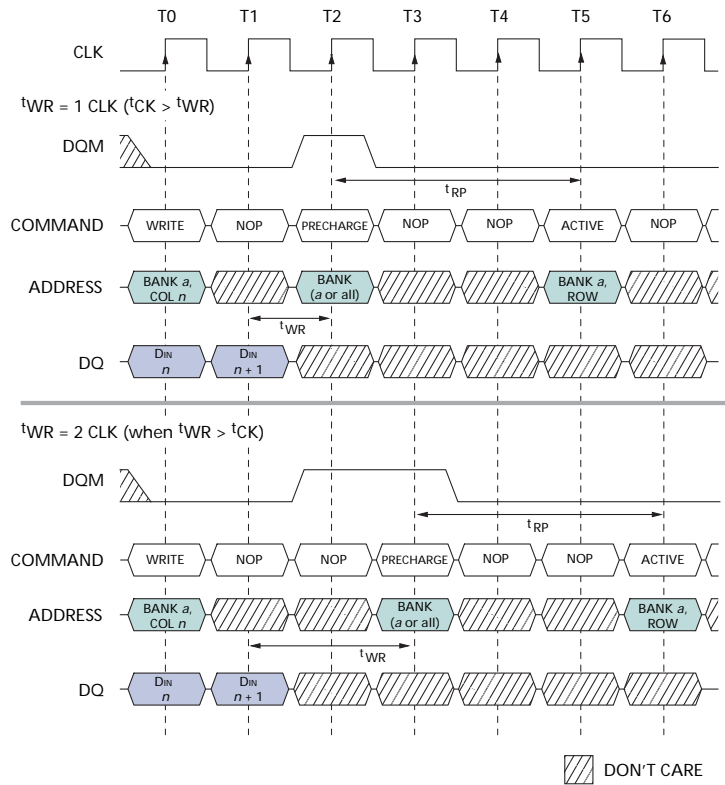 T0 T1 T2 T3 T4 T5 T6
CLK
tWR = 1 CLK (tCK > tWR)
DQM
tRP
COMMAND WRITE NOP PRECHARGE NOP NOP ACTIVE NOP
ADDRESS BANK a, COL n BANK (a or all) BANK a, ROW
tWR
DQ DIN n DIN n + 1
tWR = 2 CLK (when tWR > tCK)
DQM
tRP
COMMAND WRITE NOP NOP PRECHARGE NOP NOP ACTIVE
ADDRESS BANK a, COL n BANK (a or all) BANK a, ROW
tWR
DQ DIN n DIN n + 1
DON'T CARE